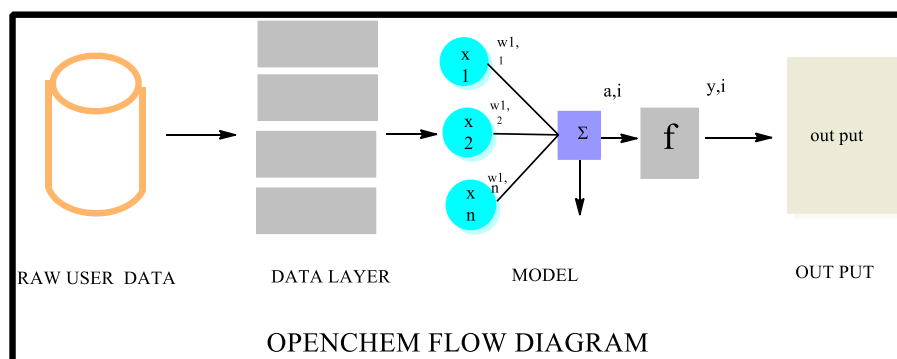 x
1
w1,
1
x
2
w1,
2
x
n
w1,
n
Σ
a,i
f
y,i
out put
RAW USER DATA
DATA LAYER
MODEL
OUT PUT
OPENCHEM FLOW DIAGRAM